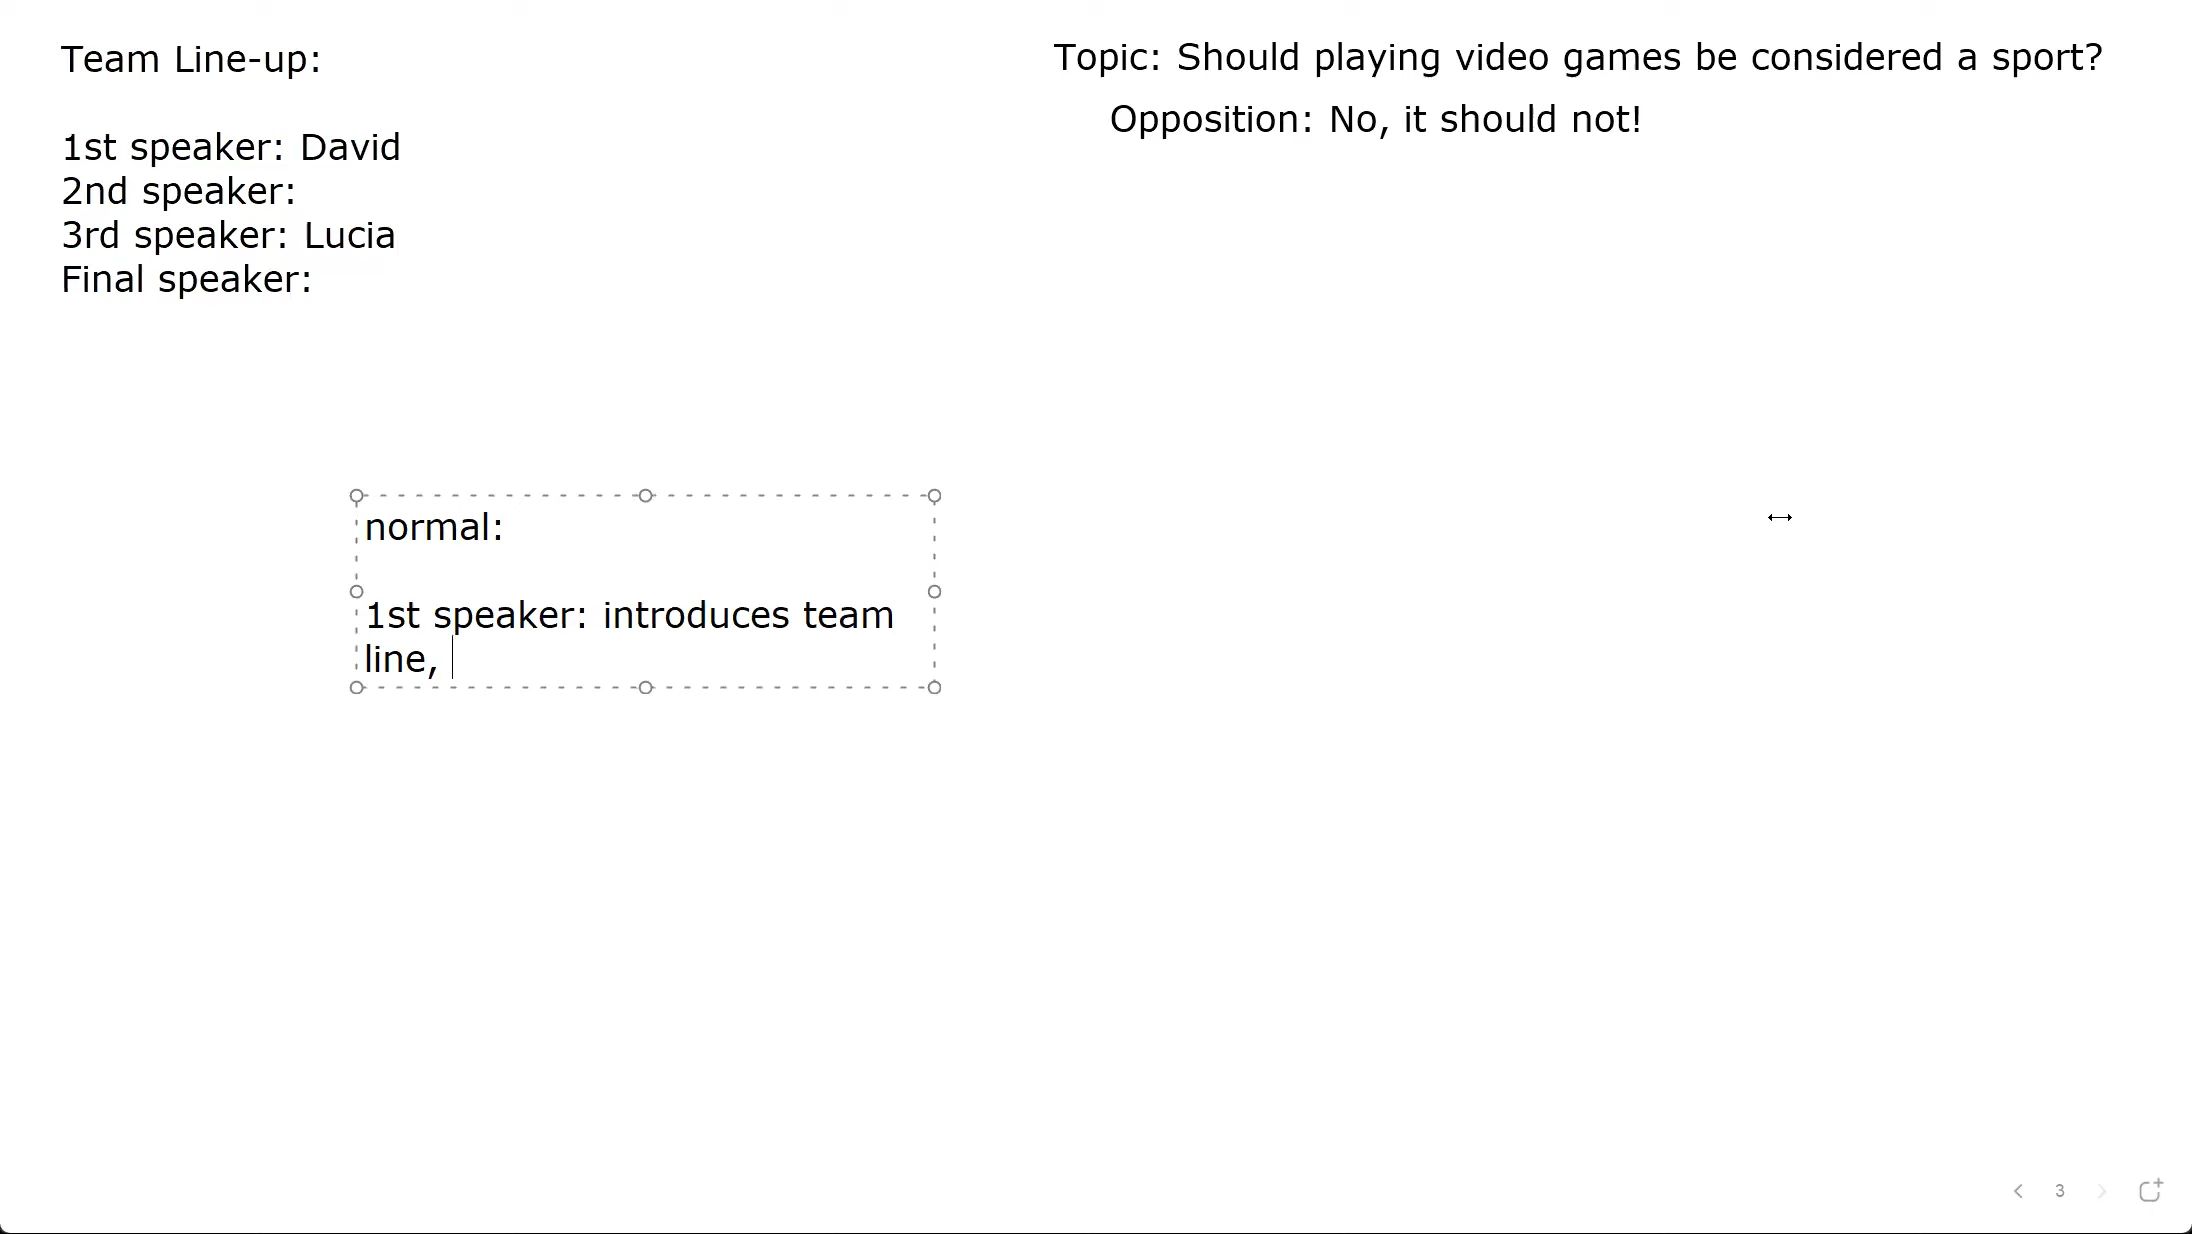 Team Line-up:
1st speaker: David
2nd speaker:
3rd speaker: Lucia
Final speaker:
Topic: Should playing video games be considered a sport?
Opposition: No, it should not!
normal:
1st speaker: introduces team
line,
3